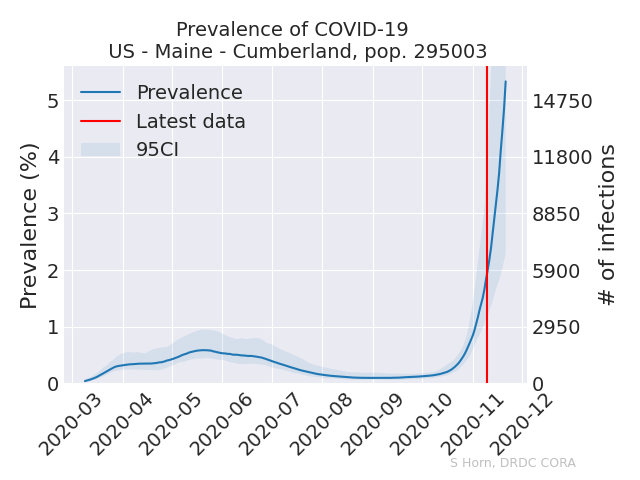 Prevalence of COVID-19
US - Maine - Cumberland, pop. 295003
Prevalence
Latest data
95CI
Prevalence (%)
5
4
3
2
1
0
14750
11800
8850
5900
2950
0
# of infections
2020-03
2020-04
2020-05
2020-06
2020-07
2020-08
2020-09
2020-10
2020-11
2020-12
S Horn, DRDC CORA